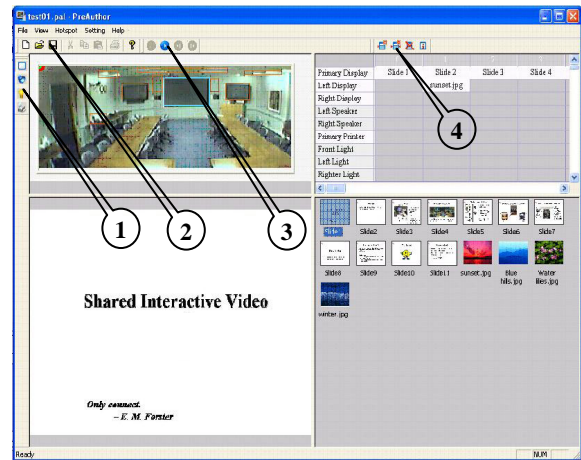 test01.pal - PreAuthor
File View Hotspot Setting Help
Primary Display Slide 1 Slide 2 Slide 3 Slide 4
Left Display sunset.jpg
Right Display
Left Speaker
Right Speaker
Primary Printer
Front Light
Left Light
Righter Light
1
2
3
4
Slide1 Slide2 Slide3 Slide4 Slide5 Slide6 Slide7
Slide8 Slide9 Slide10 Slide11 sunset.jpg Blue hills.jpg Water lilies.jpg
winter.jpg
Shared Interactive Video
Only connect.
– E. M. Forster
Ready NUM